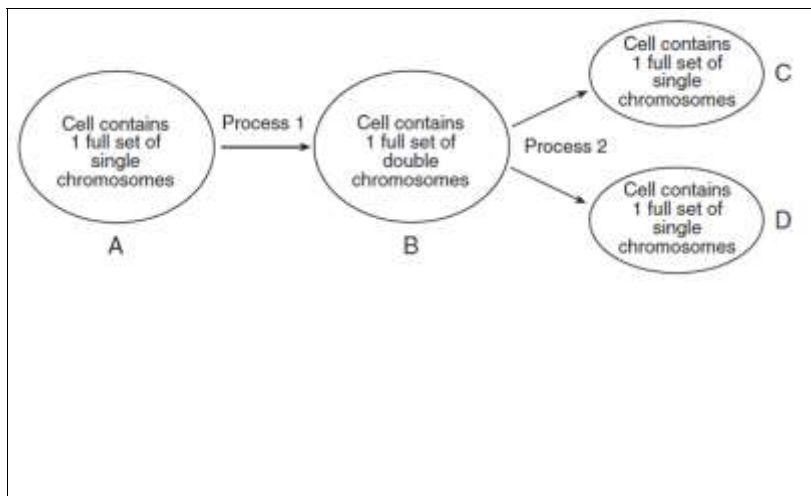 Cell contains
1 full set of
single
chromosomes
A
Process 1
Cell contains
1 full set of
double
chromosomes
B
Process 2
Cell contains
1 full set of
single
chromosomes
C
Cell contains
1 full set of
single
chromosomes
D